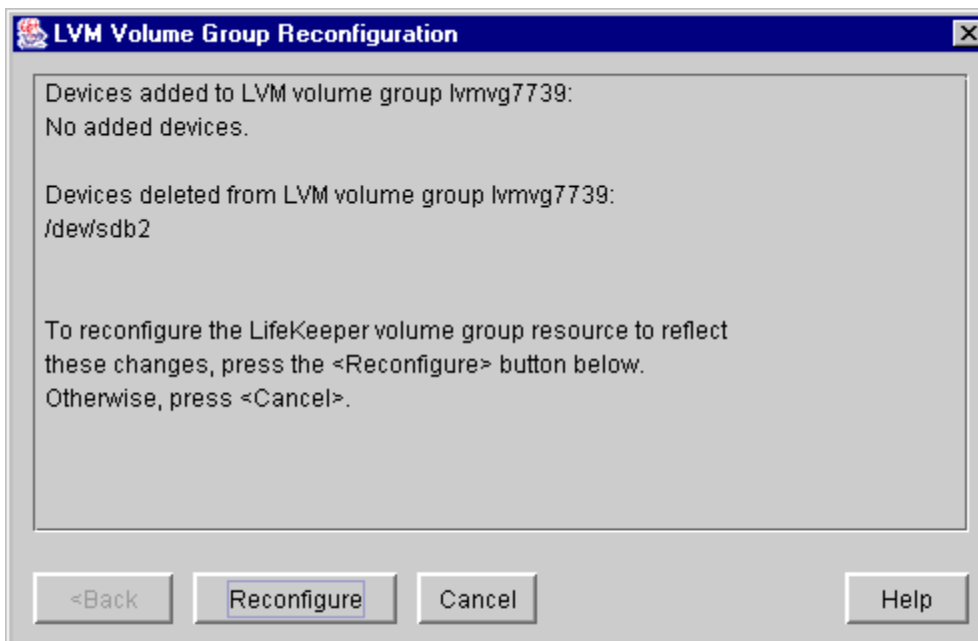 LVM Volume Group Reconfiguration
Devices added to LVM volume group lvmvg7739:
No added devices.
Devices deleted from LVM volume group lvmvg7739:
/dev/sdb2
To reconfigure the LifeKeeper volume group resource to reflect
these changes, press the <Reconfigure> button below.
Otherwise, press <Cancel>.
<Back
Reconfigure
Cancel
Help